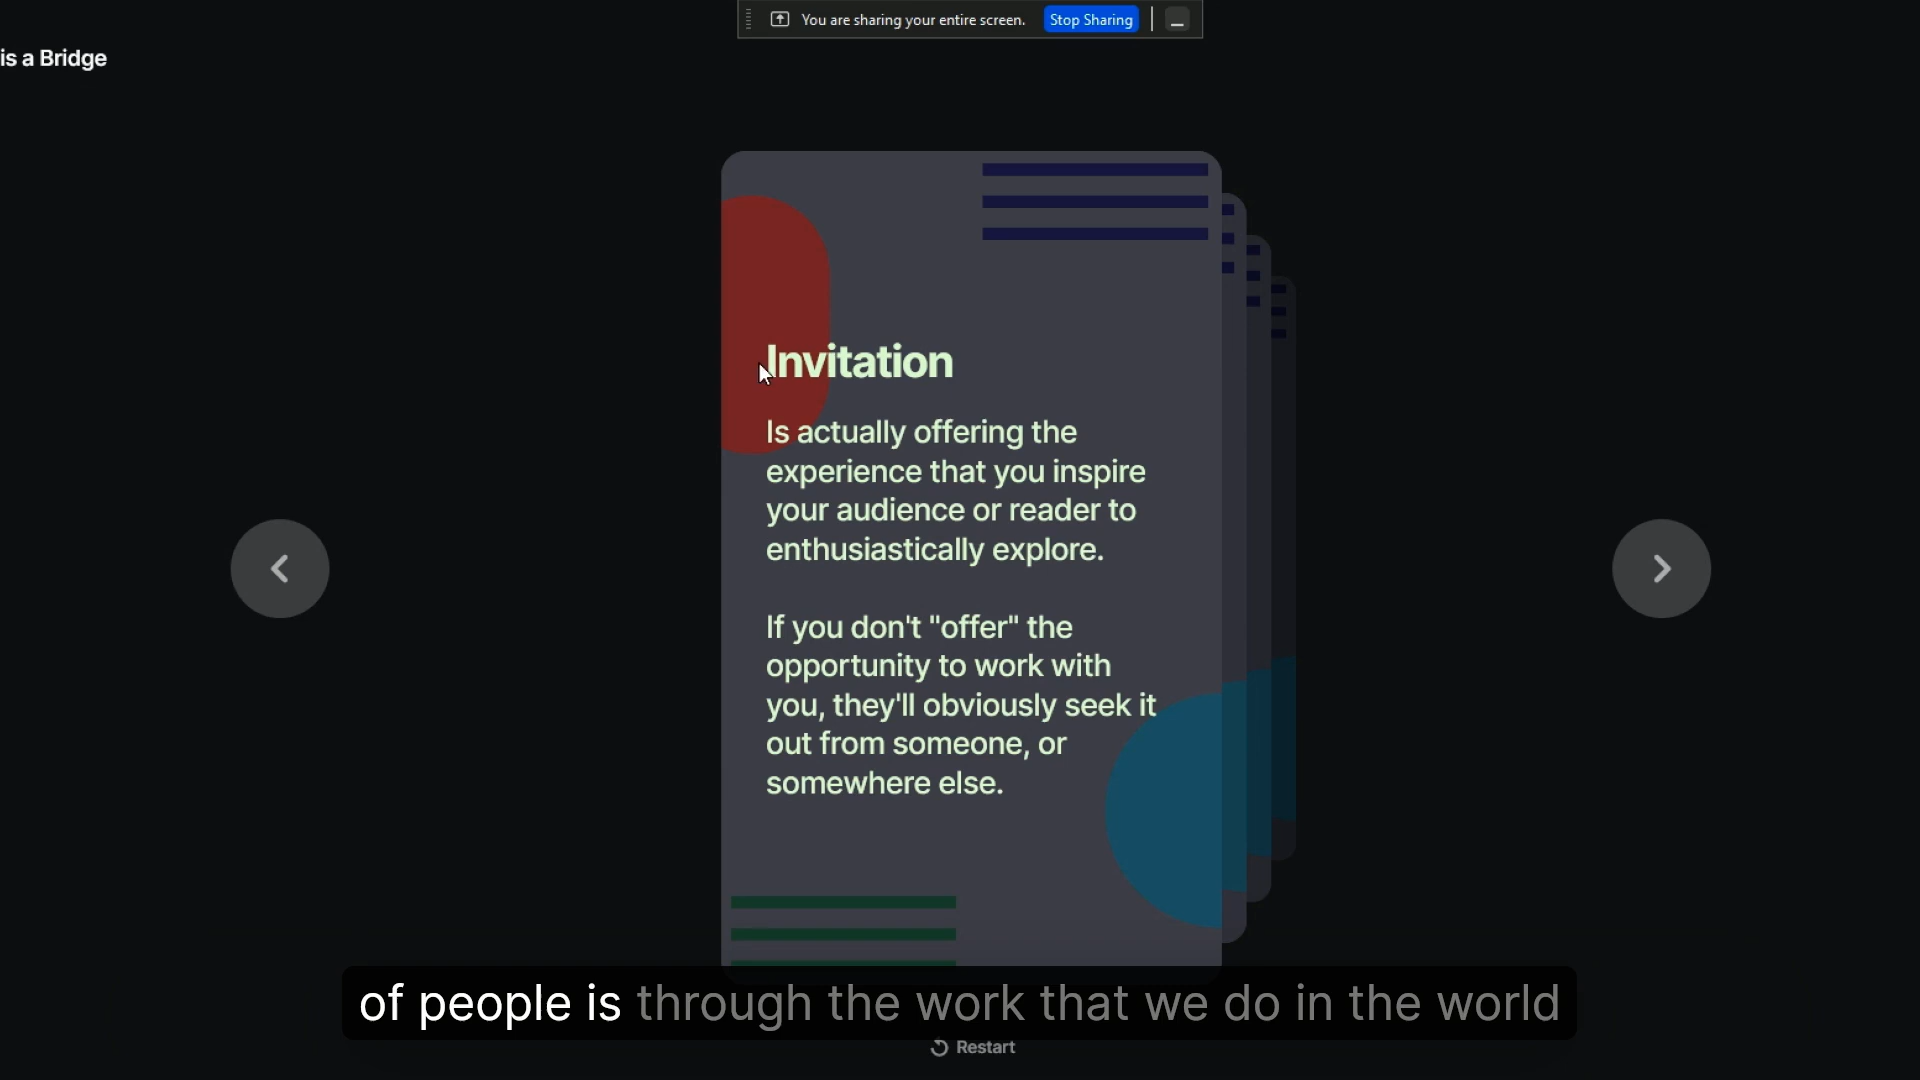 You are sharing your entire screen. Stop Sharing
is a Bridge
Invitation
Is actually offering the
experience that you inspire
your audience or reader to
enthusiastically explore.
If you don't "offer" the
opportunity to work with
you, they'll obviously seek it
out from someone, or
somewhere else.
of people is through the work that we do in the world
Restart